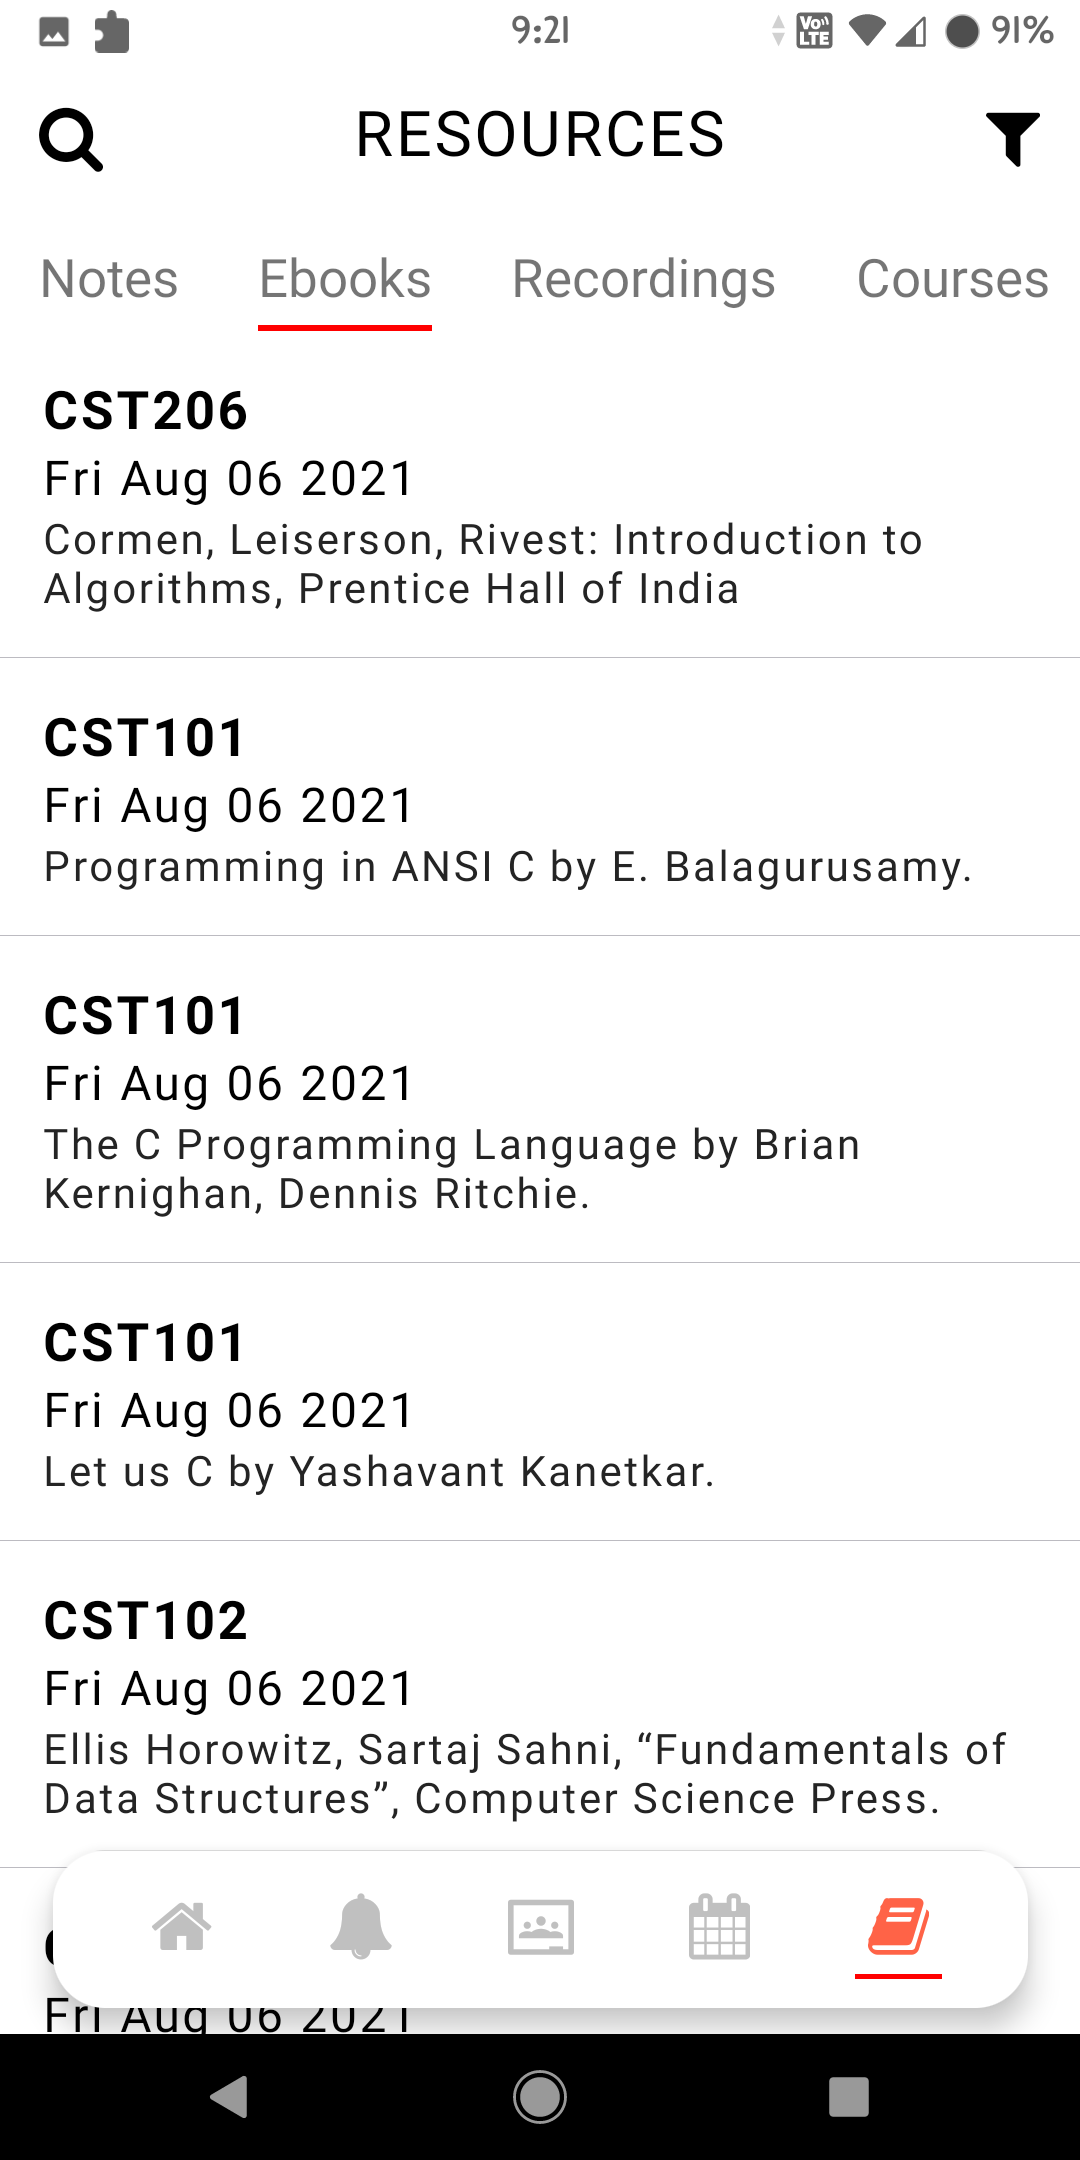 9:21
Vo)) LTE
91%
RESOURCES
Notes Ebooks Recordings Courses
CST206
Fri Aug 06 2021
Cormen, Leiserson, Rivest: Introduction to
Algorithms, Prentice Hall of India
CST101
Fri Aug 06 2021
Programming in ANSI C by E. Balagurusamy.
CST101
Fri Aug 06 2021
The C Programming Language by Brian
Kernighan, Dennis Ritchie.
CST101
Fri Aug 06 2021
Let us C by Yashavant Kanetkar.
CST102
Fri Aug 06 2021
Ellis Horowitz, Sartaj Sahni, “Fundamentals of
Data Structures”, Computer Science Press.
Fri Aug 06 2021